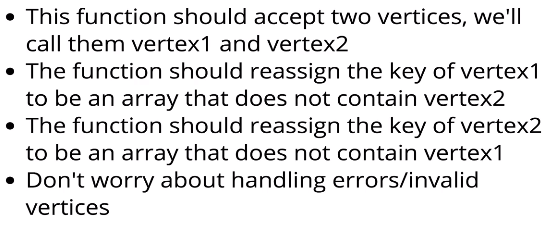 • This function should accept two vertices, we'll
call them vertex1 and vertex2
• The function should reassign the key of vertex1
to be an array that does not contain vertex2
• The function should reassign the key of vertex2
to be an array that does not contain vertex1
• Don't worry about handling errors/invalid
vertices